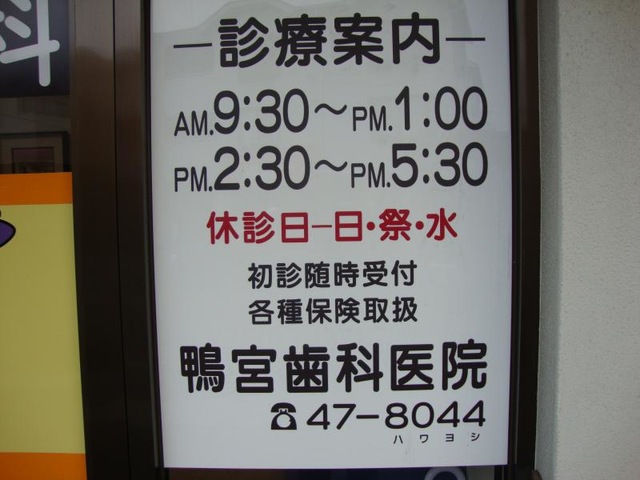 科
―診療案内―
AM.9:30～PM.1:00
PM.2:30～PM.5:30
休診日―日・祭・水
初診随時受付
各種保険取扱
鴨宮歯科医院
☎47-8044
ハワヨシ